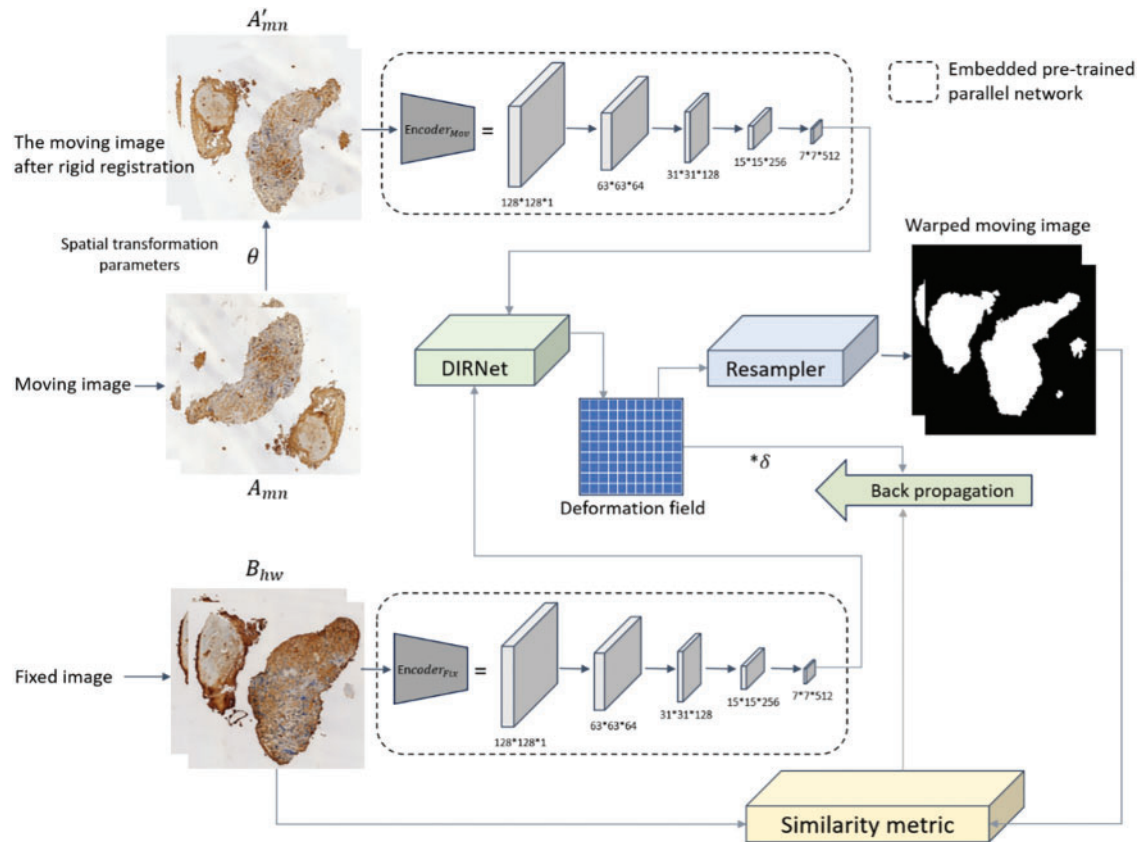 A'mn
The moving image
after rigid registration
Encoder_Mov
=
128*128*1
63*63*64
31*31*128
15*15*256
7*7*512
Embedded pre-trained
parallel network
Spatial transformation
parameters
θ
Moving image
A_mn
DIRNet
Deformation field
Resampler
Warped moving image
*δ
Back propagation
B_hw
Fixed image
Encoder_Fix
=
128*128*1
63*63*64
31*31*128
15*15*256
7*7*512
Similarity metric